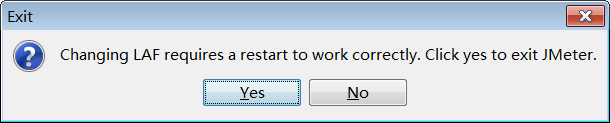 Exit
Changing LAF requires a restart to work correctly. Click yes to exit JMeter.
Yes
No